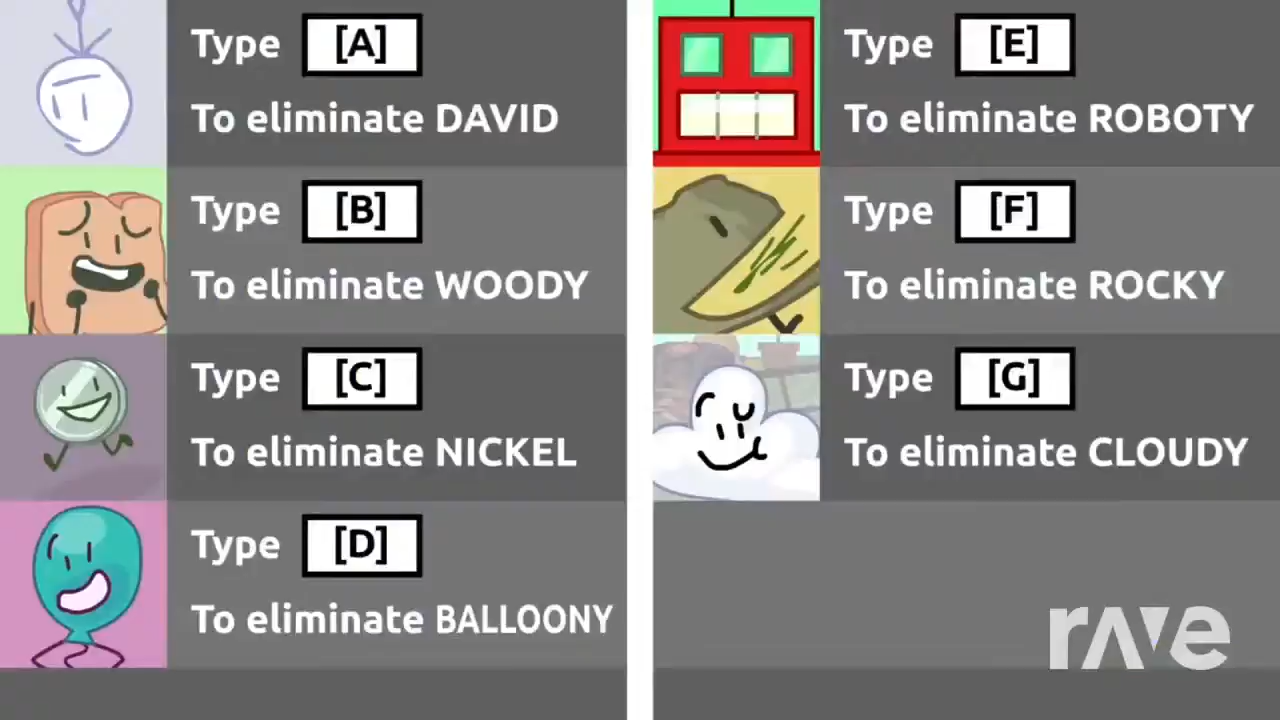 Type [A]
To eliminate DAVID
Type [B]
To eliminate WOODY
Type [C]
To eliminate NICKEL
Type [D]
To eliminate BALLOONY
Type [E]
To eliminate ROBOTY
Type [F]
To eliminate ROCKY
Type [G]
To eliminate CLOUDY
rave